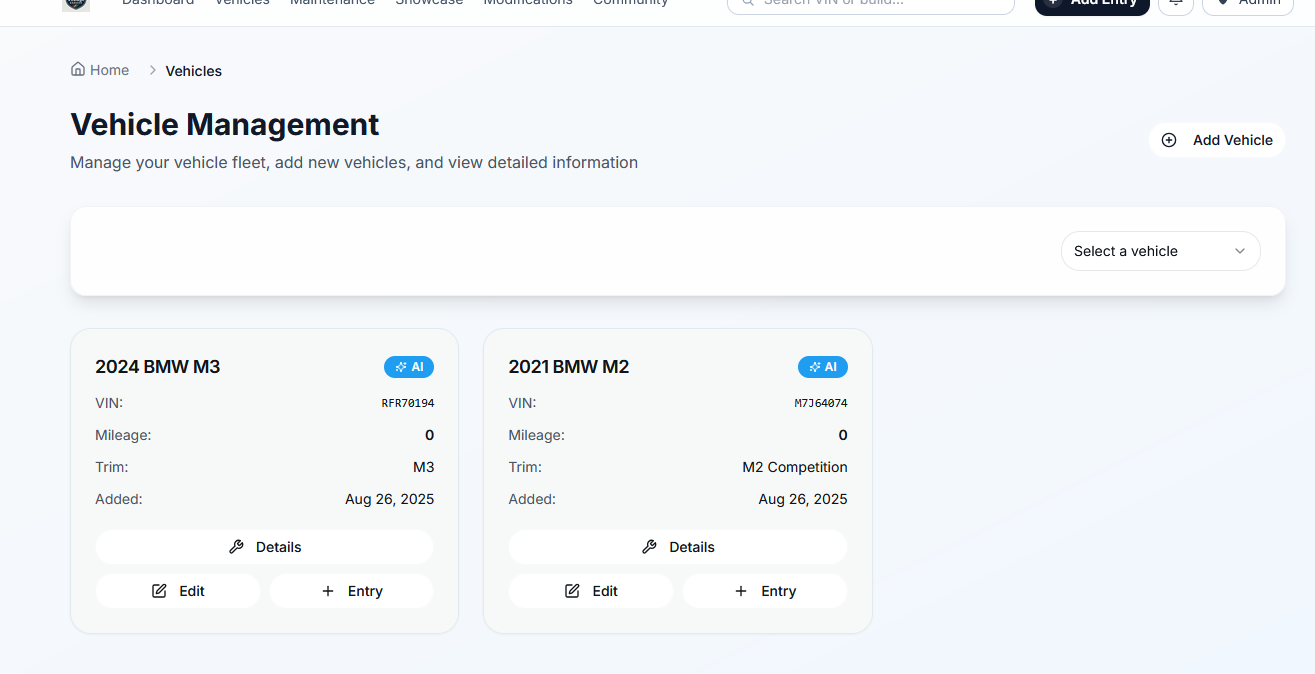 Dashboard Vehicles Maintenance Showcase Modifications Community Search VIN or build... Add Entry Admin
Home Vehicles
Vehicle Management
Manage your vehicle fleet, add new vehicles, and view detailed information
Add Vehicle
Select a vehicle
2024 BMW M3 AI
VIN: RFR70194
Mileage: 0
Trim: M3
Added: Aug 26, 2025
Details
Edit + Entry
2021 BMW M2 AI
VIN: M7J64074
Mileage: 0
Trim: M2 Competition
Added: Aug 26, 2025
Details
Edit + Entry